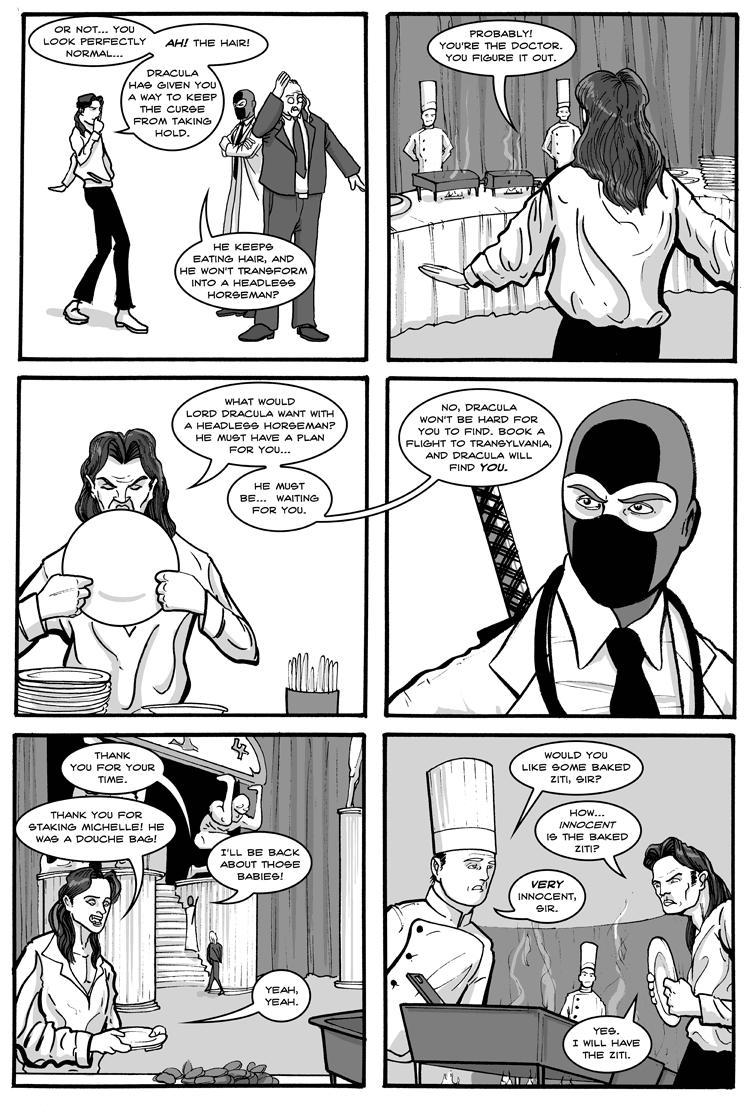 OR NOT... YOU
LOOK PERFECTLY
NORMAL...
AH! THE HAIR!
DRACULA
HAS GIVEN YOU
A WAY TO KEEP
THE CURSE
FROM TAKING
HOLD.
HE KEEPS
EATING HAIR, AND
HE WON'T TRANSFORM
INTO A HEADLESS
HORSEMAN?
PROBABLY!
YOU'RE THE DOCTOR.
YOU FIGURE IT OUT.
WHAT WOULD
LORD DRACULA WANT WITH
A HEADLESS HORSEMAN?
HE MUST HAVE A PLAN
FOR YOU...
HE MUST
BE... WAITING
FOR YOU.
NO, DRACULA
WON'T BE HARD FOR
YOU TO FIND. BOOK A
FLIGHT TO TRANSYLVANIA,
AND DRACULA WILL
FIND YOU.
THANK
YOU FOR YOUR
TIME.
THANK YOU FOR
STAKING MICHELLE! HE
WAS A DOUCHE BAG!
I'LL BE BACK
ABOUT THOSE
BABIES!
YEAH,
YEAH.
4
WOULD YOU
LIKE SOME BAKED
ZITI, SIR?
HOW...
INNOCENT
IS THE BAKED
ZITI?
VERY
INNOCENT,
SIR.
YES.
I WILL HAVE
THE ZITI.